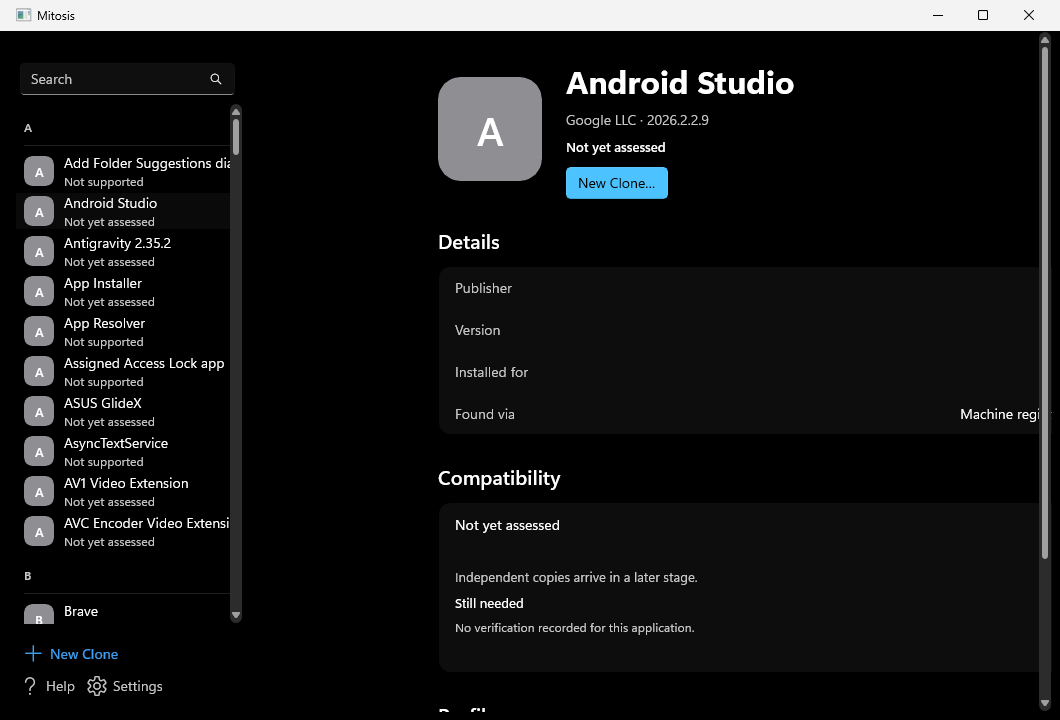 Mitosis
Search
A
A
Add Folder Suggestions dia
Not supported
A
Android Studio
Not yet assessed
A
Antigravity 2.35.2
Not yet assessed
A
App Installer
Not yet assessed
A
App Resolver
Not supported
A
Assigned Access Lock app
Not supported
A
ASUS GlideX
Not yet assessed
A
AsyncTextService
Not supported
A
AV1 Video Extension
Not yet assessed
A
AVC Encoder Video Extensi
Not yet assessed
B
B
Brave
New Clone
Help
Settings
A
Android Studio
Google LLC · 2026.2.2.9
Not yet assessed
New Clone...
Details
Publisher
Version
Installed for
Found via
Machine regi
Compatibility
Not yet assessed
Independent copies arrive in a later stage.
Still needed
No verification recorded for this application.